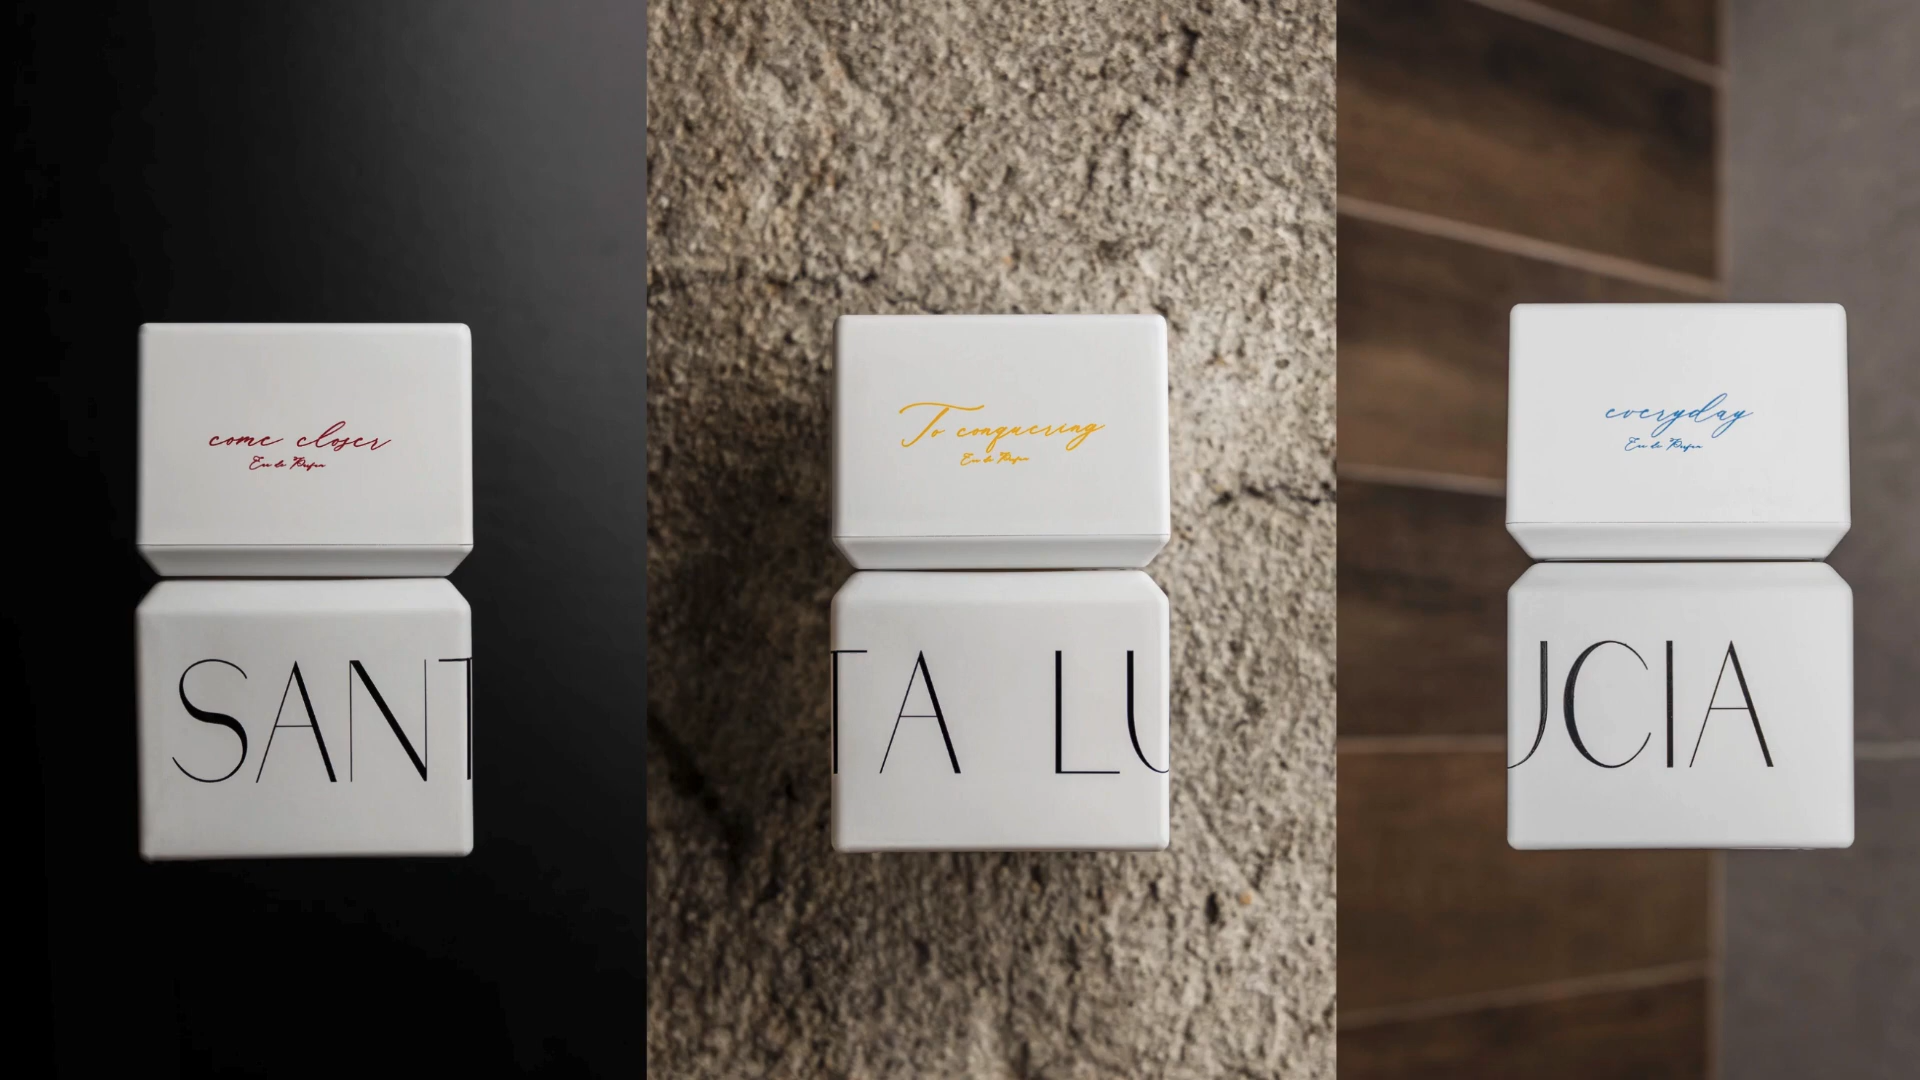 come closer
Eau de Parfum
SANT
To conquering
Eau de Parfum
TA LU
everyday
Eau de Parfum
UCIA